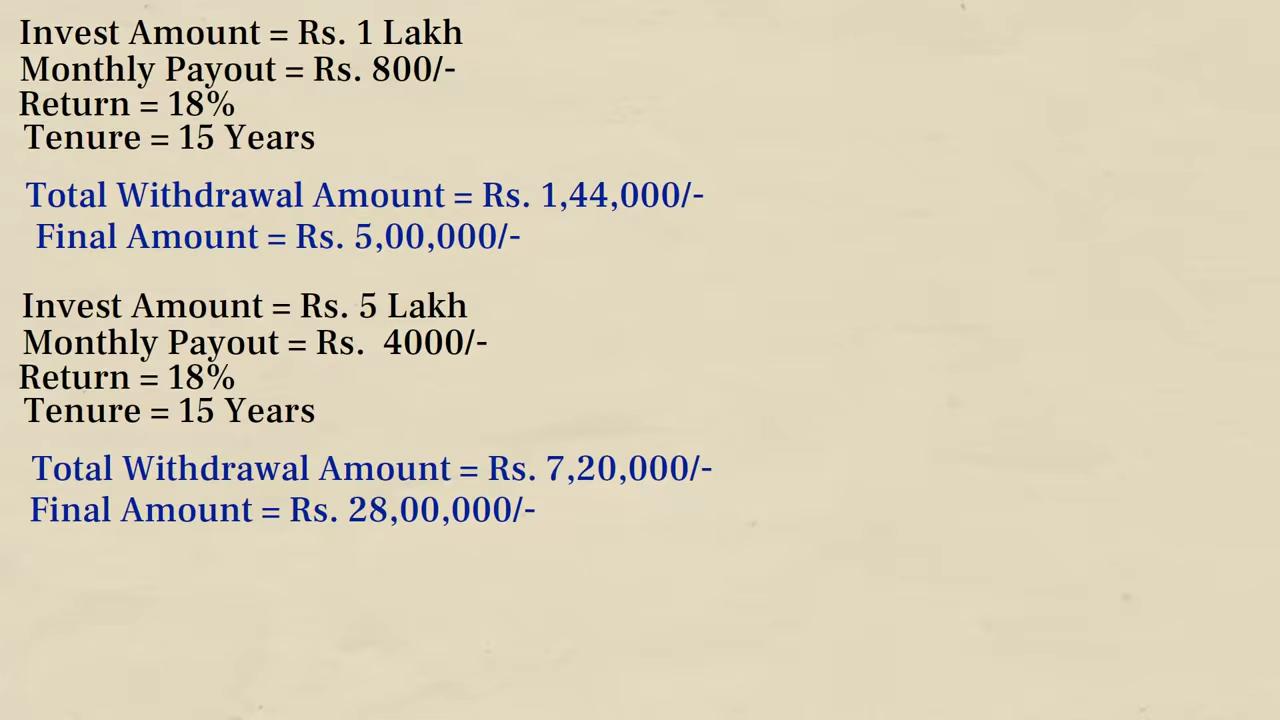 Invest Amount = Rs. 1 Lakh
Monthly Payout = Rs. 800/-
Return = 18%
Tenure = 15 Years
Total Withdrawal Amount = Rs. 1,44,000/-
Final Amount = Rs. 5,00,000/-
Invest Amount = Rs. 5 Lakh
Monthly Payout = Rs. 4000/-
Return = 18%
Tenure = 15 Years
Total Withdrawal Amount = Rs. 7,20,000/-
Final Amount = Rs. 28,00,000/-